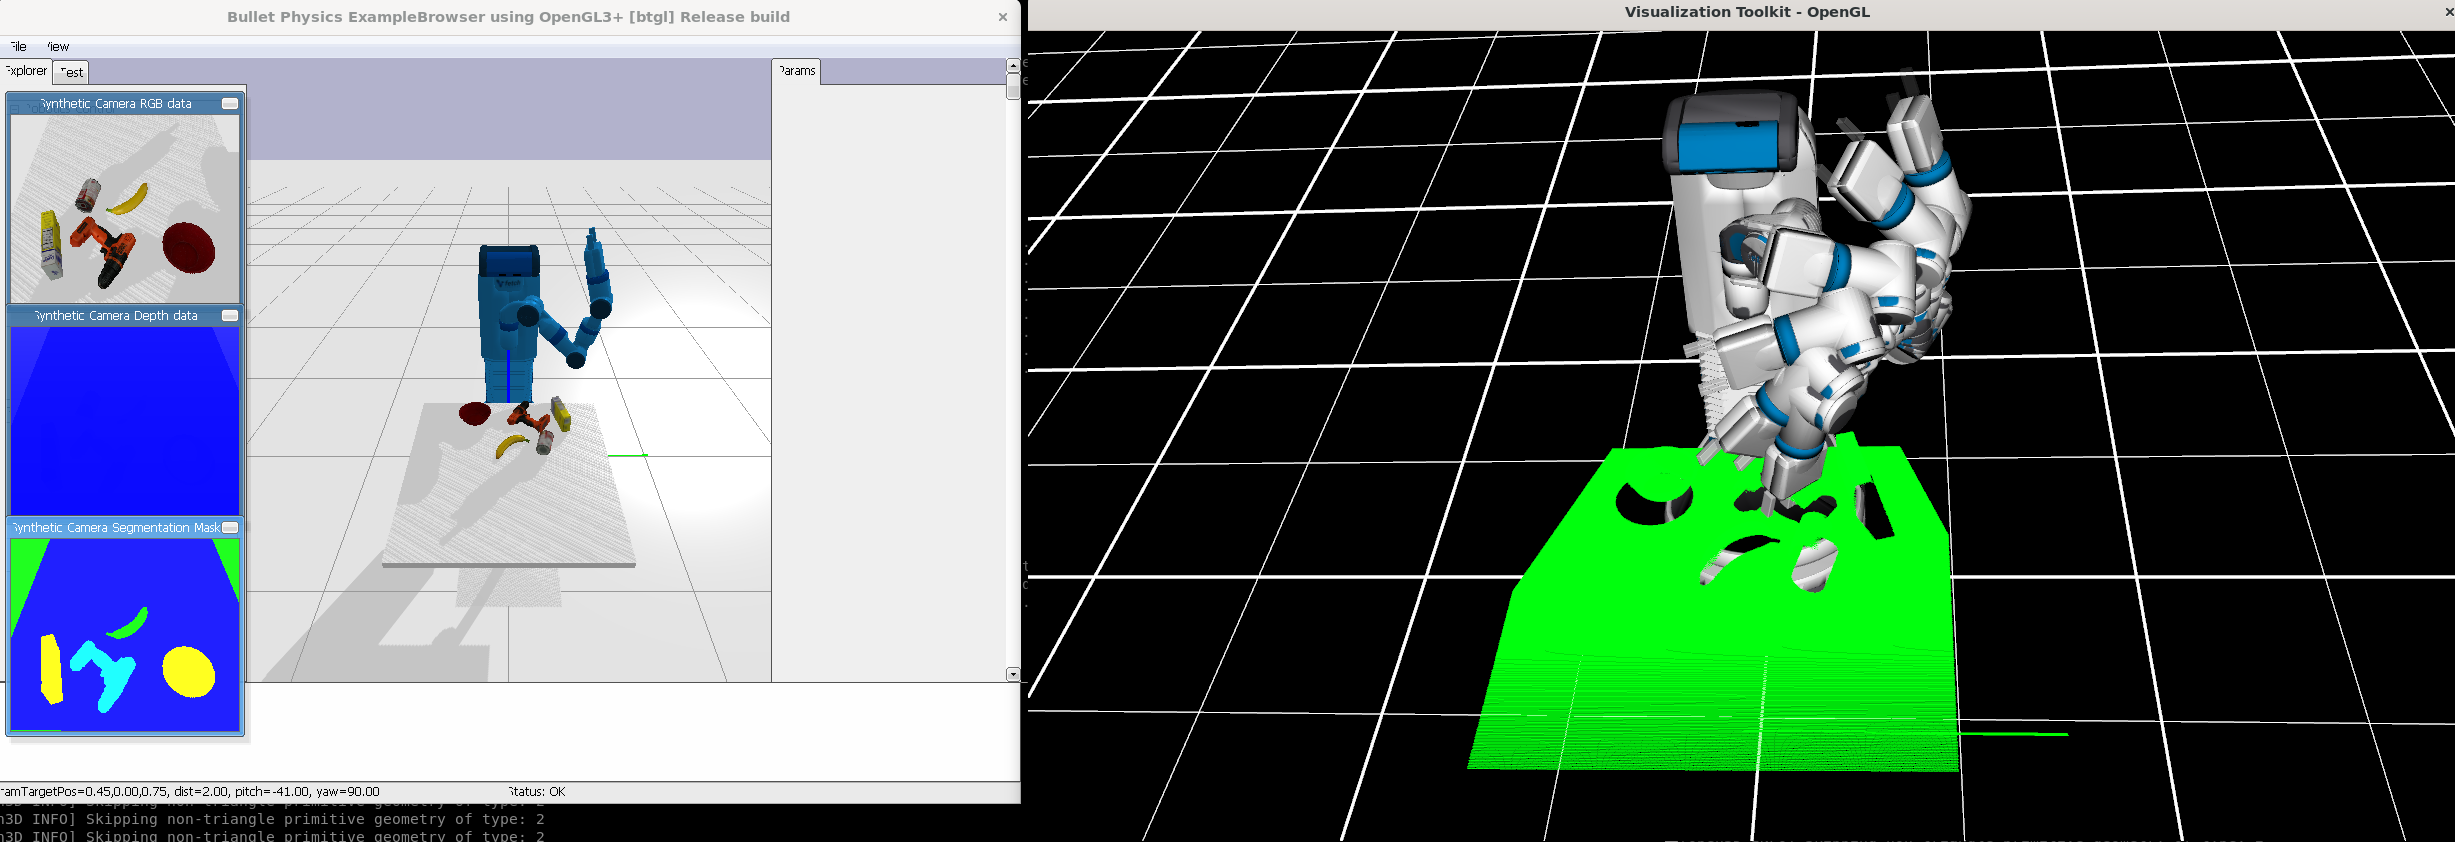 Bullet Physics ExampleBrowser using OpenGL3+ [btgl] Release build
File View
Explorer Test
Params
Synthetic Camera RGB data
Synthetic Camera Depth data
Synthetic Camera Segmentation Mask
ramTargetPos=0.45,0.00,0.75, dist=2.00, pitch=-41.00, yaw=90.00
Status: OK
n3D INFO] Skipping non-triangle primitive geometry of type: 2
n3D INFO] Skipping non-triangle primitive geometry of type: 2
n3D INFO] Skipping non-triangle primitive geometry of type: 2
Visualization Toolkit - OpenGL